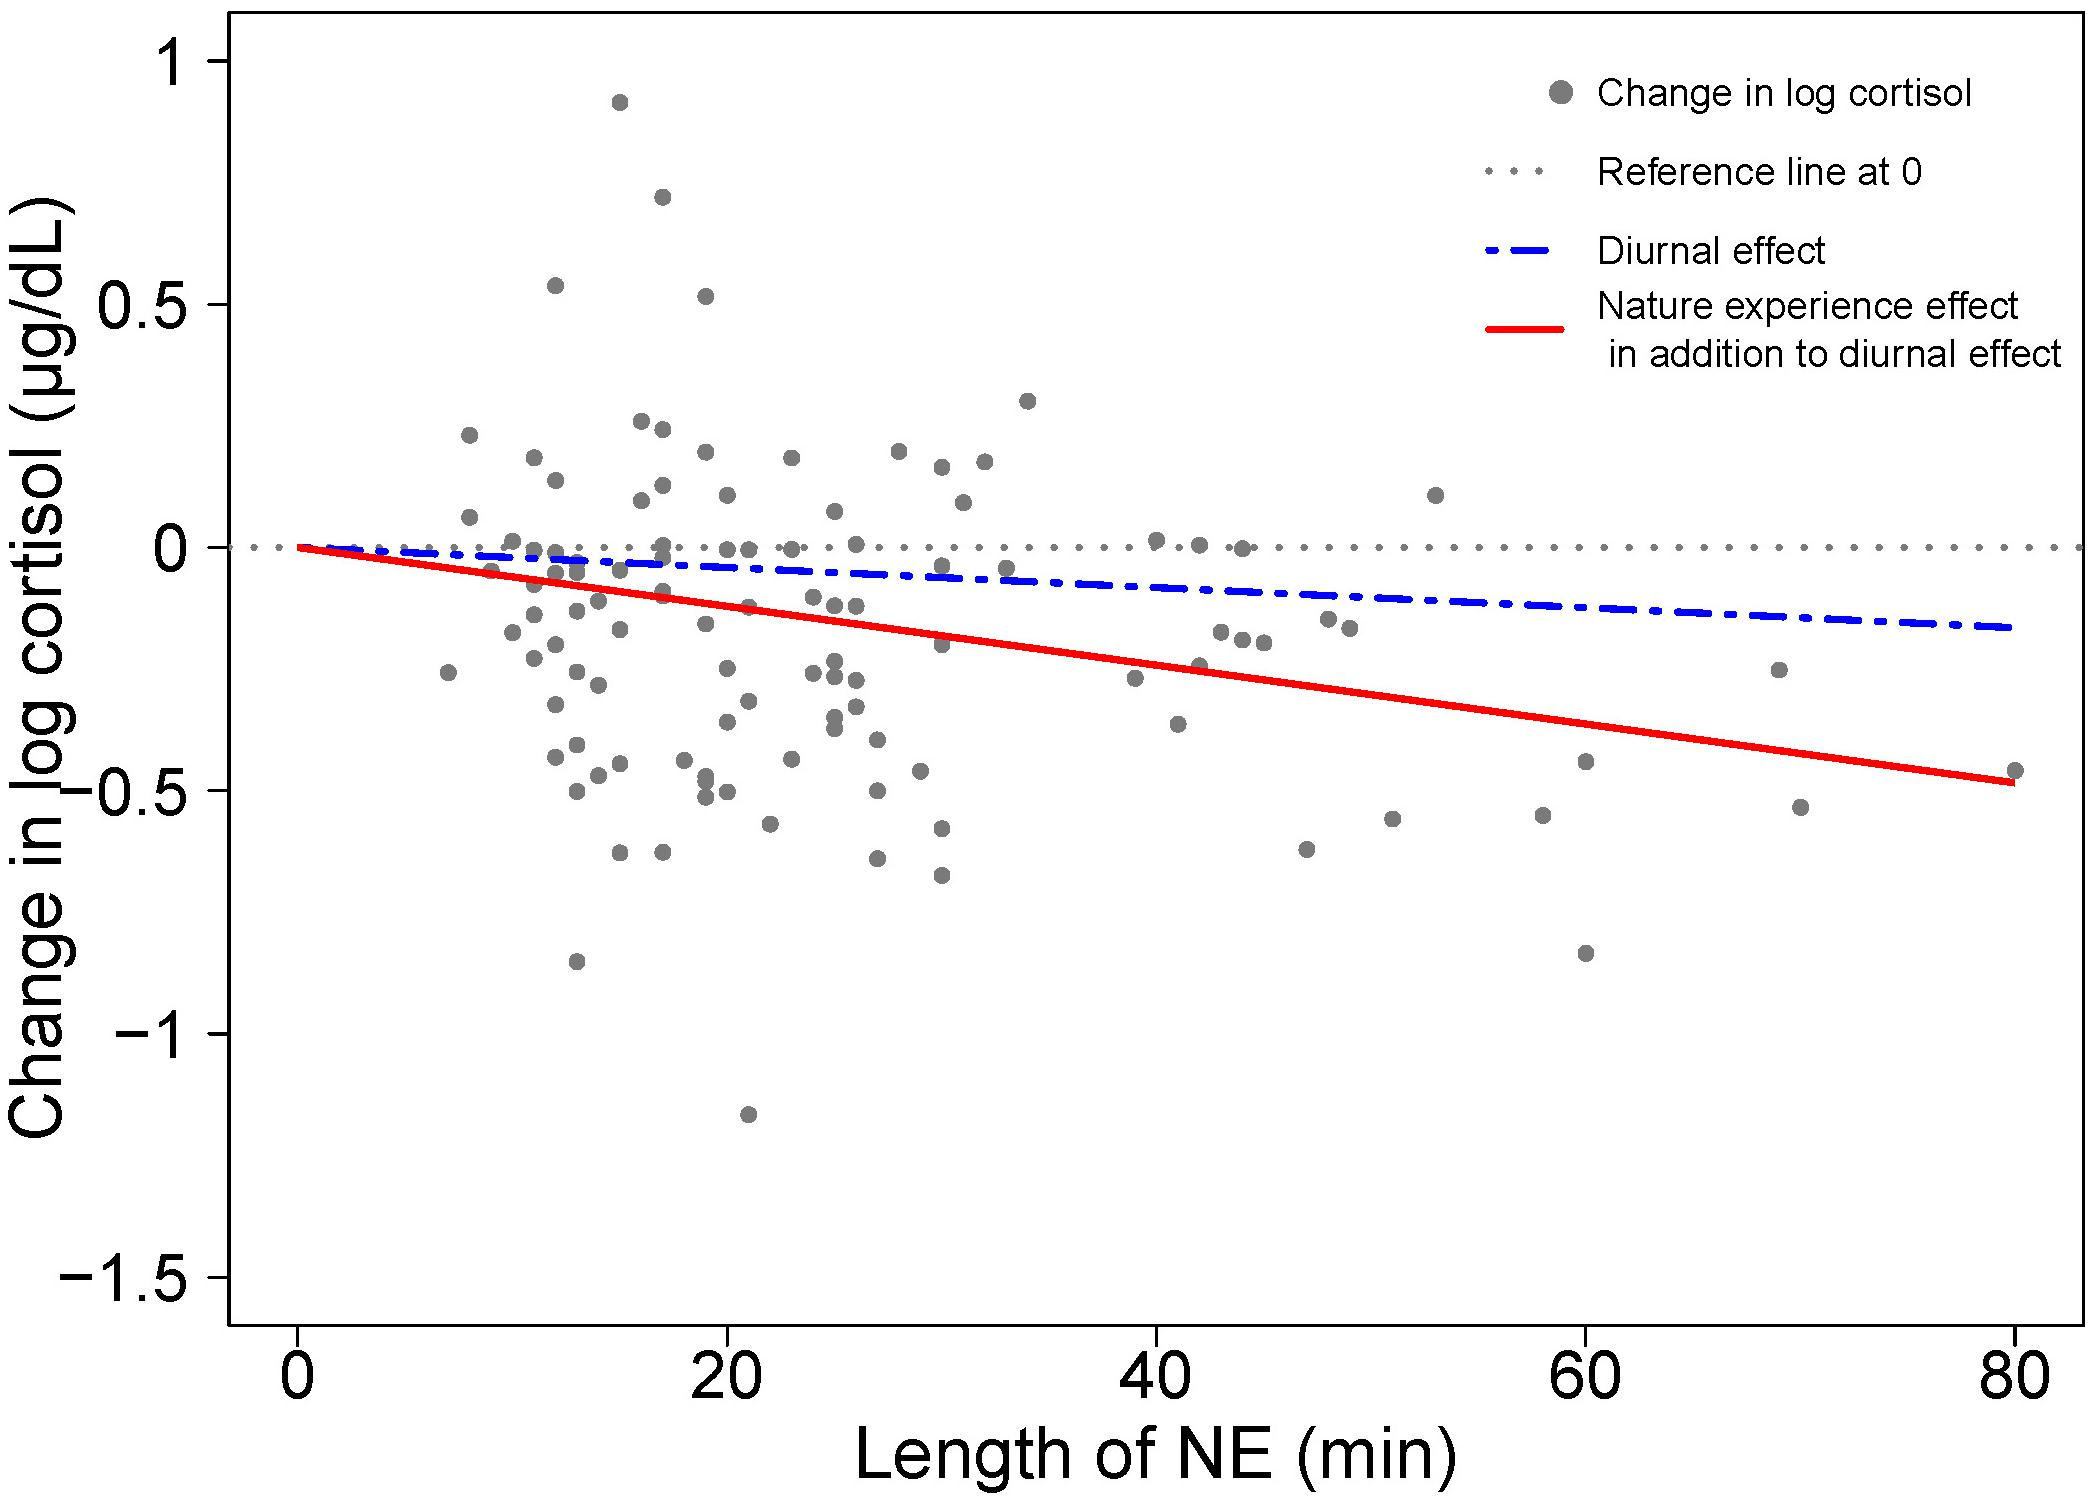 Change in log cortisol (µg/dL)
1
0.5
0
−0.5
−1
−1.5
Change in log cortisol
Reference line at 0
Diurnal effect
Nature experience effect
in addition to diurnal effect
0 20 40 60 80
Length of NE (min)